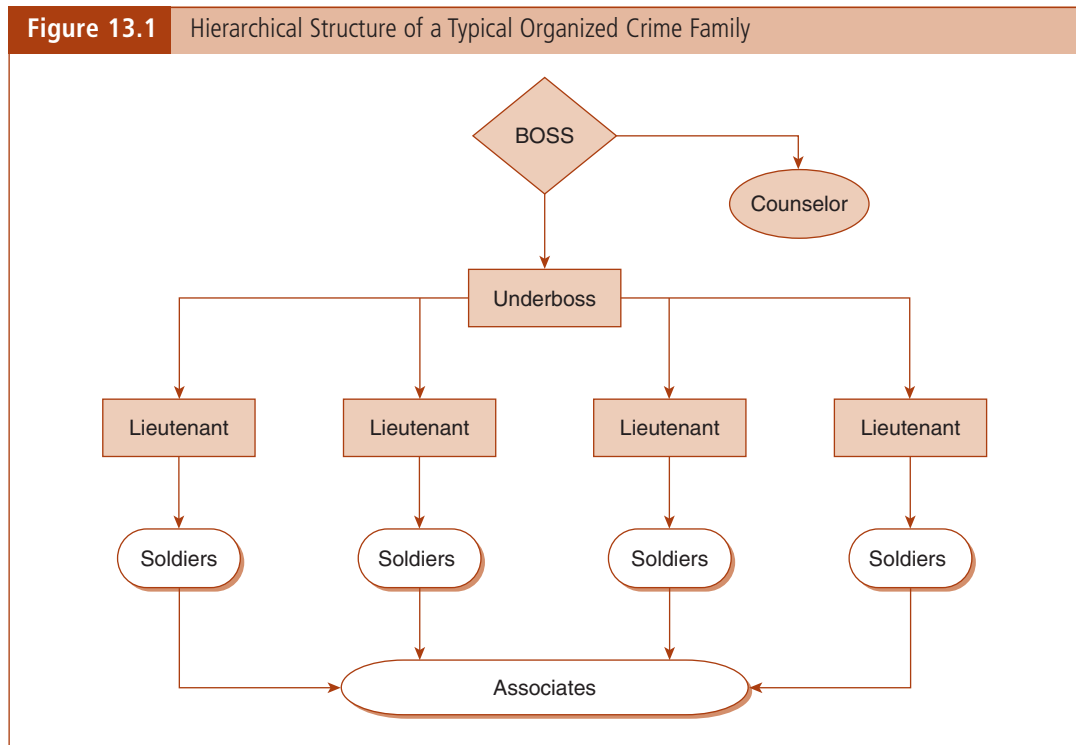 Figure 13.1 Hierarchical Structure of a Typical Organized Crime Family
BOSS
Counselor
Underboss
Lieutenant Lieutenant Lieutenant Lieutenant
Soldiers Soldiers Soldiers Soldiers
Associates